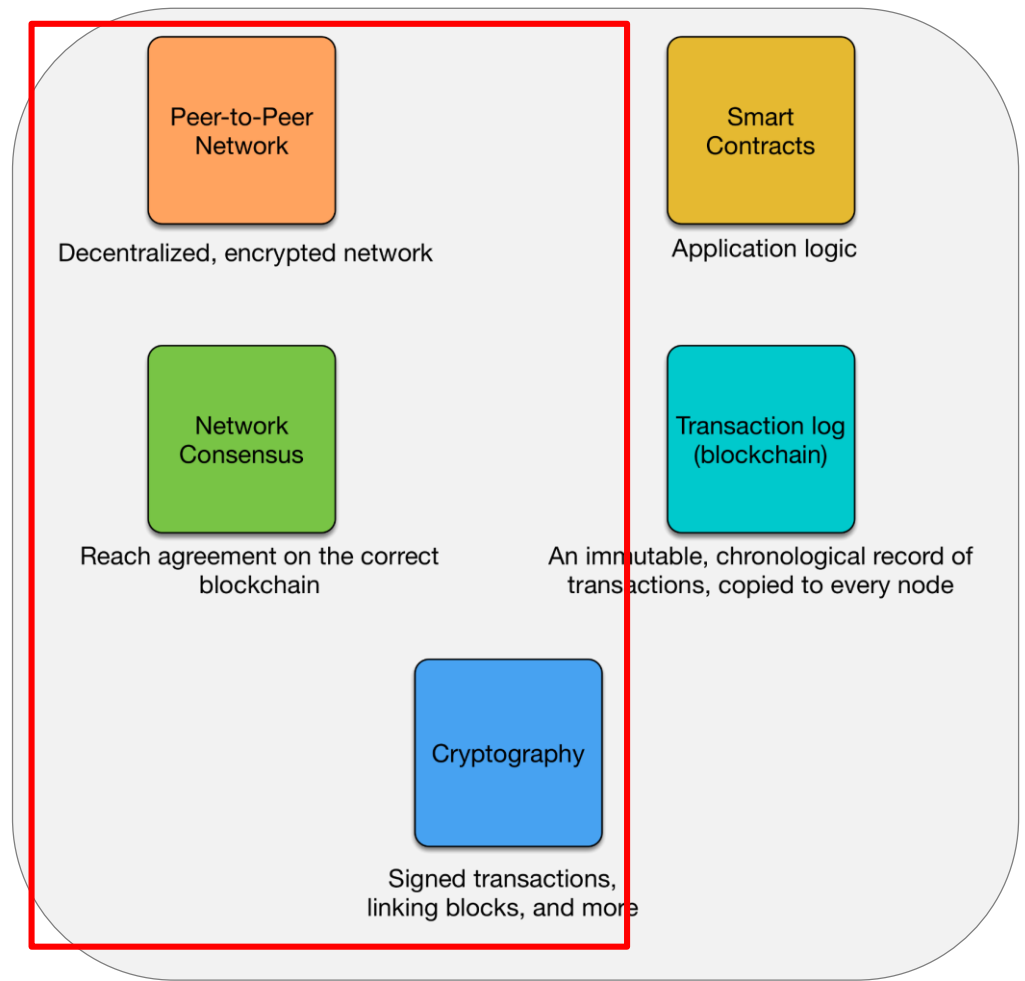 Peer-to-Peer
Network
Decentralized, encrypted network
Smart
Contracts
Application logic
Network
Consensus
Reach agreement on the correct
blockchain
Transaction log
(blockchain)
An immutable, chronological record of
transactions, copied to every node
Cryptography
Signed transactions,
linking blocks, and more